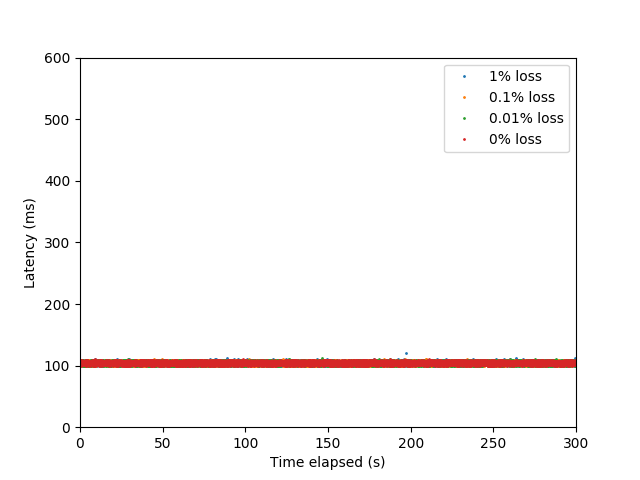 600
500
400
300
200
100
0
Latency (ms)
0 50 100 150 200 250 300
Time elapsed (s)
1% loss
0.1% loss
0.01% loss
0% loss